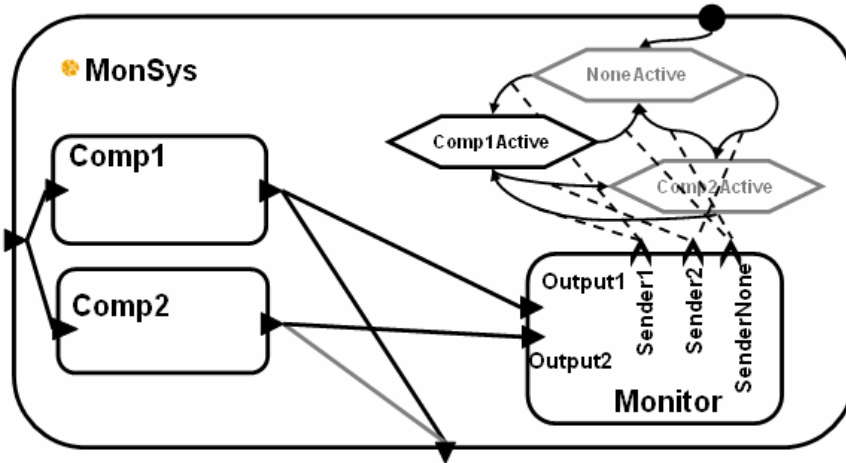 MonSys
NoneActive
Comp1Active
Comp2Active
Comp1
Comp2
Output1
Output2
Sender1
Sender2
SenderNone
Monitor